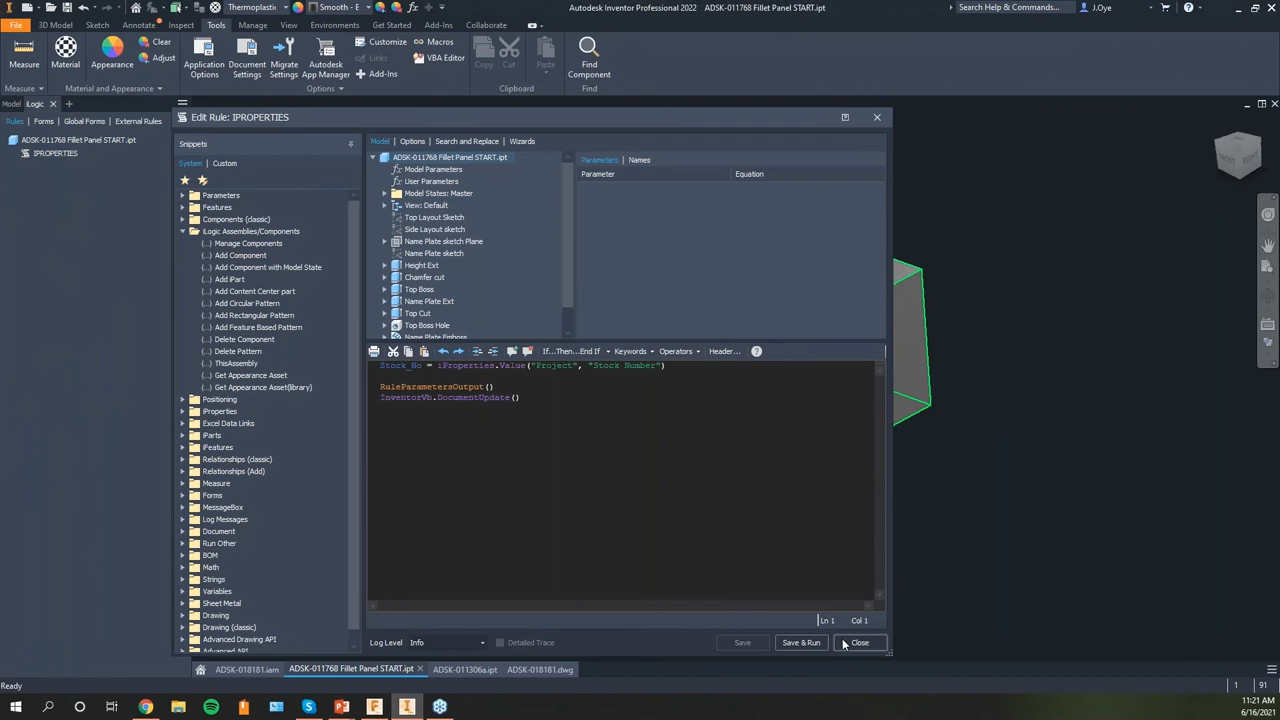 Thermoplastic
Smooth - E
Autodesk Inventor Professional 2022 ADSK-011768 Fillet Panel START.ipt
Search Help & Commands...
J.Oye
File
3D Model
Sketch
Annotate
Inspect
Tools
Manage
View
Environments
Get Started
Add-Ins
Collaborate
Measure
Material
Appearance
Clear
Adjust
Application Options
Document Settings
Migrate Settings
Autodesk App Manager
Customize
Links
Add-Ins
Macros
VBA Editor
Copy
Cut
Paste
Find Component
Measure
Material and Appearance
Options
Clipboard
Find
Model
iLogic
Rules
Forms
Global Forms
External Rules
ADSK-011768 Fillet Panel START.ipt
IPROPERTIES
Edit Rule: IPROPERTIES
Snippets
System
Custom
Parameters
Features
Components (classic)
iLogic Assemblies/Components
Manage Components
Add Component
Add Component with Model State
Add iPart
Add Content Center part
Add Circular Pattern
Add Rectangular Pattern
Add Feature Based Pattern
Delete Component
Delete Pattern
ThisAssembly
Get Appearance Asset
Get Appearance Asset(library)
Positioning
iProperties
Excel Data Links
iParts
iFeatures
Relationships (classic)
Relationships (Add)
Measure
Forms
MessageBox
Log Messages
Document
Run Other
BOM
Math
Strings
Variables
Sheet Metal
Drawing
Drawing (classic)
Advanced Drawing API
Advanced API
Model
Options
Search and Replace
Wizards
ADSK-011768 Fillet Panel START.ipt
Model Parameters
User Parameters
Model States: Master
View: Default
Top Layout Sketch
Side Layout sketch
Name Plate sketch Plane
Name Plate sketch
Height Ext
Chamfer cut
Top Boss
Name Plate Ext
Top Cut
Top Boss Hole
Name Plate Emboss
Parameters
Names
Parameter
Equation
If...Then...End If
Keywords
Operators
Header...
Stock_No = iProperties.Value("Project", "Stock Number")
RuleParametersOutput()
InventorVb.DocumentUpdate()
Ln 1
Col 1
Log Level
Info
Detailed Trace
Save
Save & Run
Close
ADSK-018181.iam
ADSK-011768 Fillet Panel START.ipt
ADSK-011306a.ipt
ADSK-018181.dwg
Ready
1
91
11:21 AM
6/16/2021